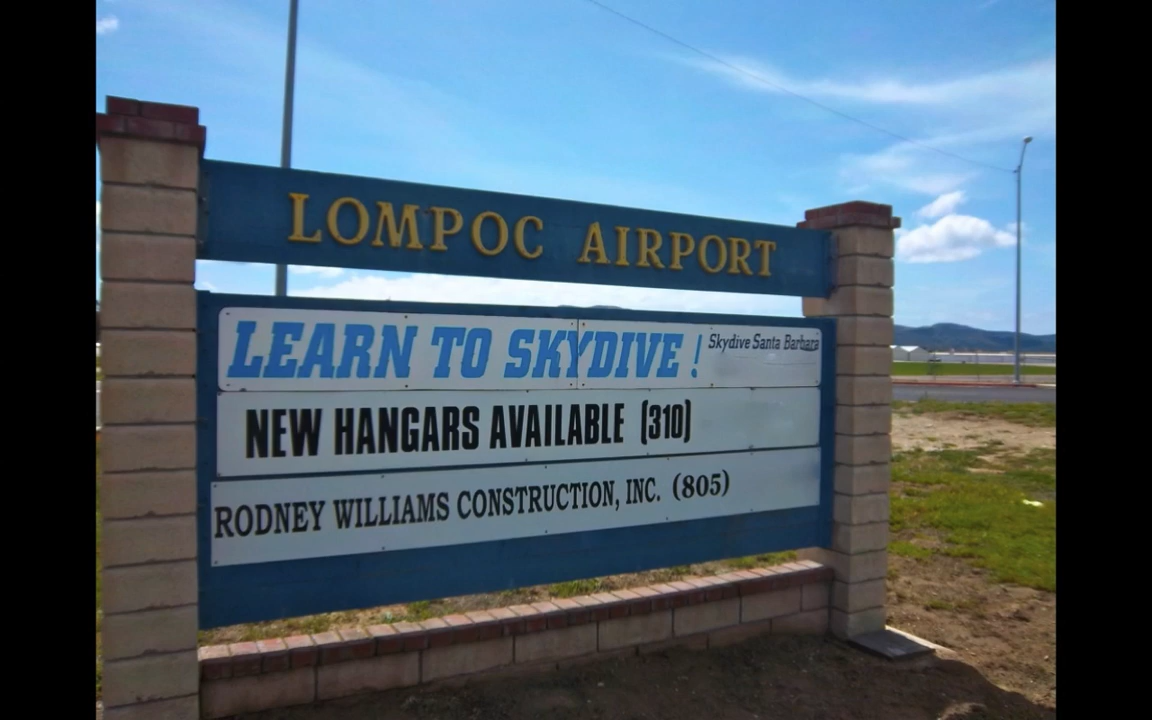 LOMPOC AIRPORT
LEARN TO SKYDIVE! Skydive Santa Barbara
NEW HANGARS AVAILABLE (310)
RODNEY WILLIAMS CONSTRUCTION, INC. (805)